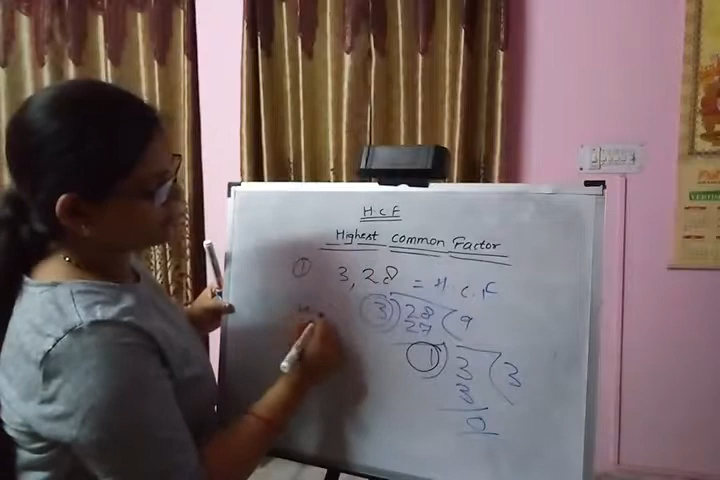 H.C.F
Highest common Factor
① 3, 28 = H.C.F
3) 28 (9
27
1) 3 (3
3
0
H.